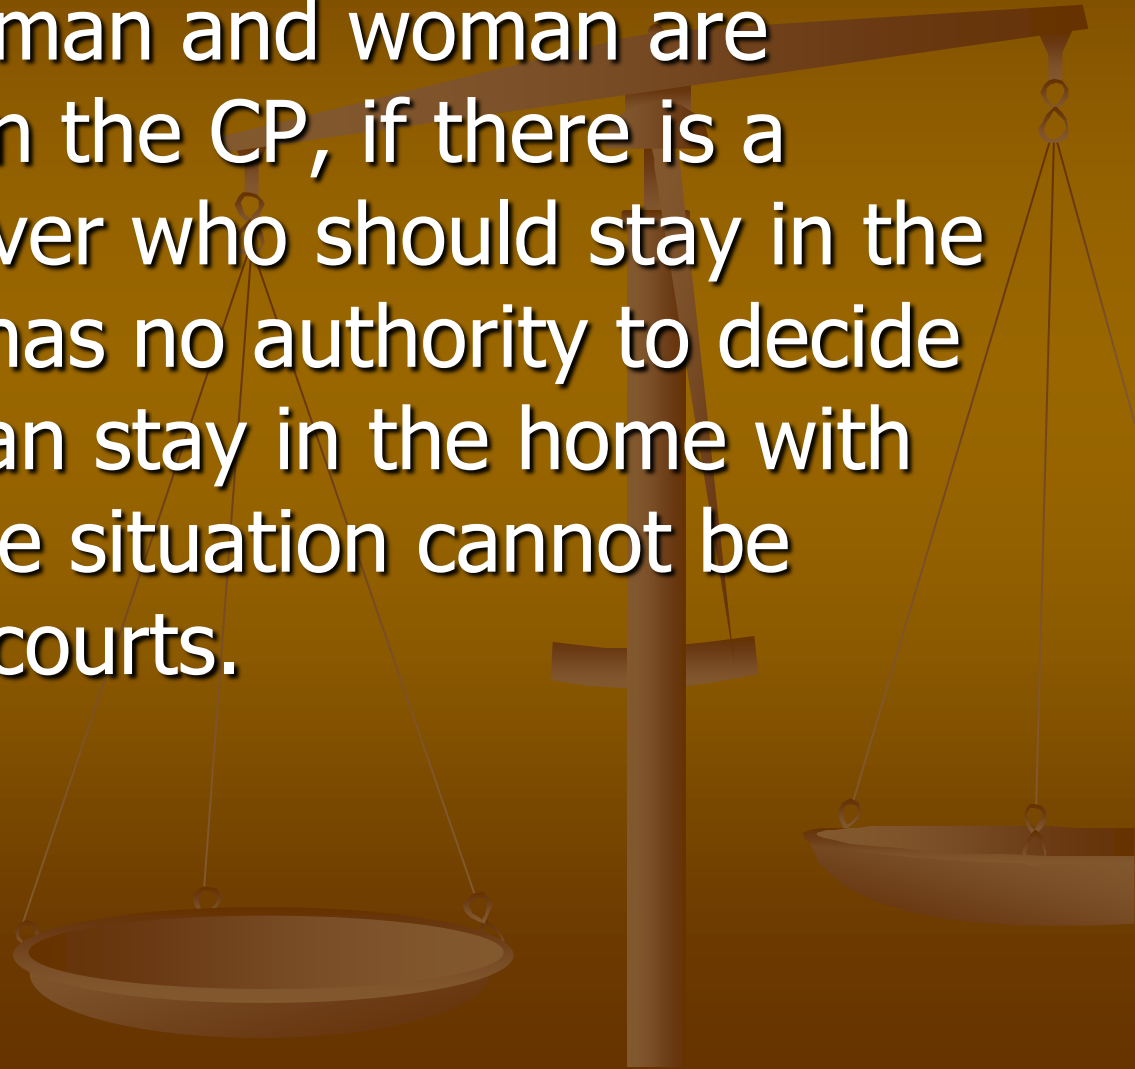 man and woman are
n the CP, if there is a
ver who should stay in the
has no authority to decide
an stay in the home with
e situation cannot be
courts.